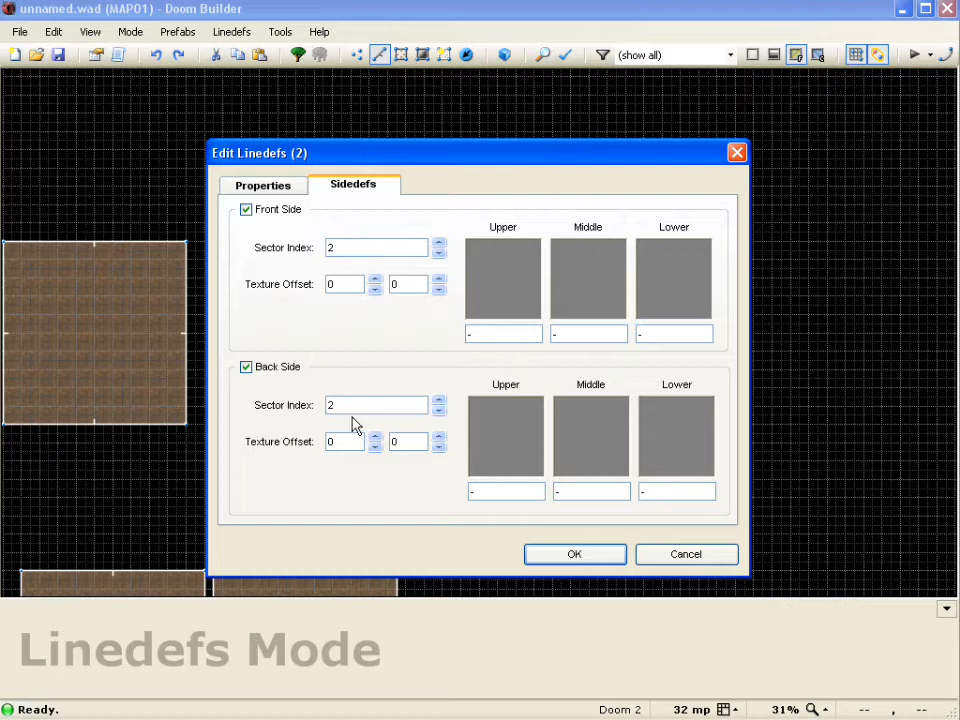 unnamed.wad (MAP01) - Doom Builder
File Edit View Mode Prefabs Linedefs Tools Help
(show all)
Edit Linedefs (2)
Properties Sidedefs
Front Side
Upper Middle Lower
Sector Index: 2
Texture Offset: 0 0
- - -
Back Side
Upper Middle Lower
Sector Index: 2
Texture Offset: 0 0
- - -
OK Cancel
Linedefs Mode
Ready. Doom 2 32 mp 31% -- , --